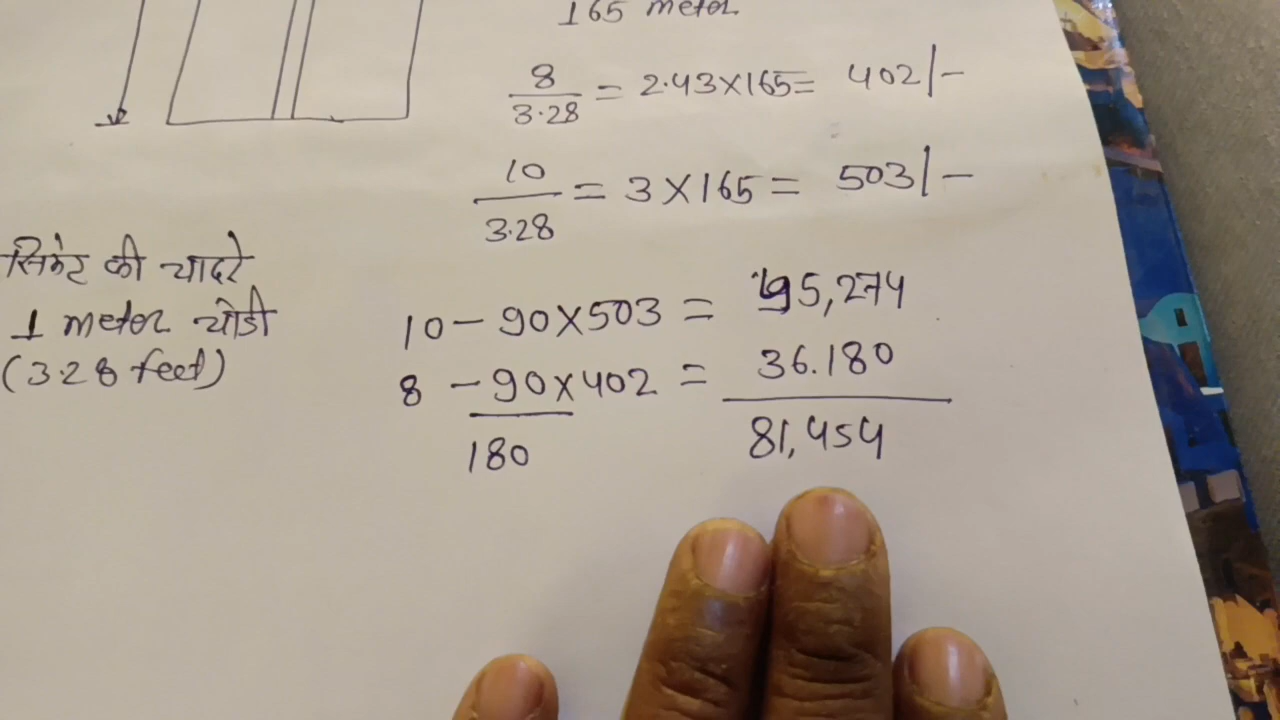 165 meter
8/3.28 = 2.43×165= 402/-
10/3.28 = 3×165= 503/-
सिमेंट की चादरे
1 meter चोडी
(3.28 feet)
10 - 90×503 = 45,274
8 - 90×402 = 36.180
180 81,454